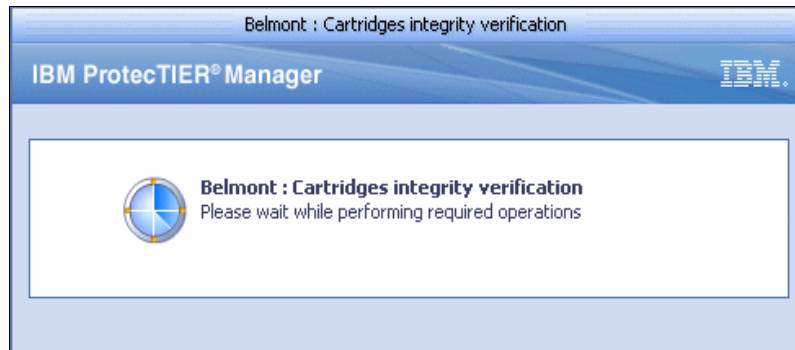 Belmont : Cartridges integrity verification
IBM ProtecTIER® Manager
IBM.
Belmont : Cartridges integrity verification
Please wait while performing required operations